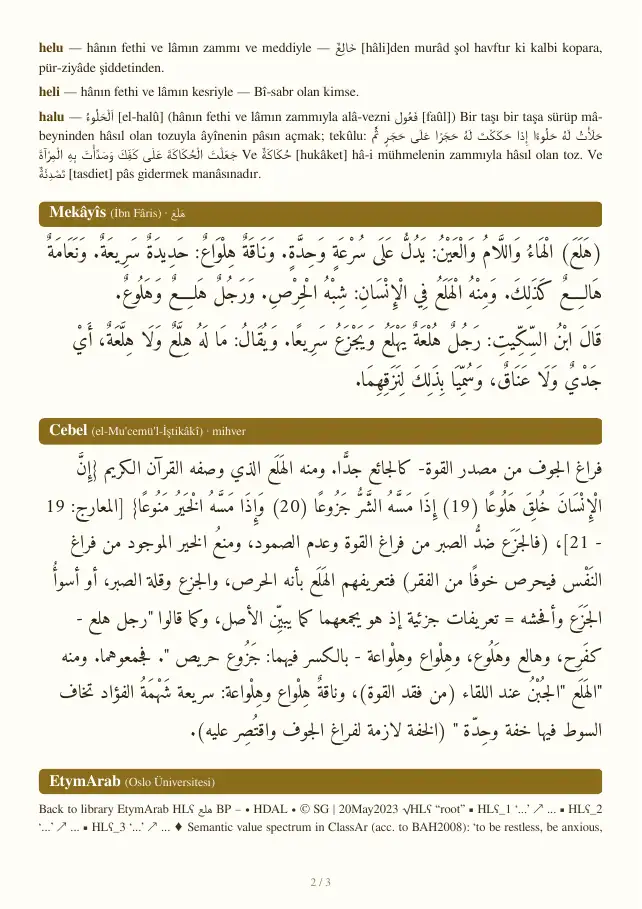 helu — hânın fethi ve lâmın zammı ve meddiyle — خَالِعٌ [hâli]den murâd şol havftır ki kalbi kopara,
pür-ziyâde şiddetinden.
heli — hânın fethi ve lâmın kesriyle — Bî-sabr olan kimse.
halu — اَلْحَلُوءُ [el-halû] (hânın fethi ve lâmın zammıyla alâ-vezni فَعُول [faûl]) Bir taşı bir taşa sürüp mâ-
beyninden hâsıl olan tozuyla âyînenin pâsın açmak; tekûlu: حَلَأْتُ لَهُ حَلُوءًا إِذَا حَكَكْتَ لَهُ حَجَرًا عَلَى حَجَرٍ ثُمَّ
جَعَلْتَ الْحُكَاكَةَ عَلَى كَفِّكَ وَصَدَّأْتَ بِهِ الْمِرْآةَ Ve حُكَاكَةٌ [hukâket] hâ-i mühmelenin zammıyla hâsıl olan toz. Ve
تَصْدِئَةٌ [tasdiet] pâs gidermek manâsınadır.
Mekâyîs (İbn Fâris) · هَلَعَ
(هَلَعَ) الْهَاءُ وَاللَّامُ وَالْعَيْنُ: يَدُلُّ عَلَى سُرْعَةٍ وَحِدَّةٍ. وَنَاقَةٌ هِلْوَاعٌ: حَدِيدَةٌ سَرِيعَةٌ. وَنَعَامَةٌ
هَالِعٌ كَذَلِكَ. وَمِنْهُ الْهَلَعُ فِي الْإِنْسَانِ: شِبْهُ الْحِرْصِ. وَرَجُلٌ هَلِعٌ وَهَلُوعٌ.
قَالَ ابْنُ السِّكِّيتِ: رَجُلٌ هُلَعَةٌ يَهْلَعُ وَيَجْزَعُ سَرِيعًا. وَيُقَالُ: مَا لَهُ هِلَّعٌ وَلَا هِلَّعَةٌ، أَيْ
جَدْيٌ وَلَا عَنَاقٌ، وَسُمِّيَا بِذَلِكَ لِنَزَقِهِمَا.
Cebel (el-Mu'cemü'l-İştikâkî) · mihver
فراغ الجوف من مصدر القوة- كالجائع جدًّا. ومنه الهَلَع الذي وصفه القرآن الكريم {إِنَّ
الْإِنْسَانَ خُلِقَ هَلُوعًا (19) إِذَا مَسَّهُ الشَّرُّ جَزُوعًا (20) وَإِذَا مَسَّهُ الْخَيْرُ مَنُوعًا} [المعارج: 19
- 21]، (فالجَزَع ضدُّ الصبر من فراغ القوة وعدم الصمود، ومنعُ الخير الموجود من فراغ
النَفْس فيحرص خوفًا من الفقر) فتعريفهم الهَلَع بأنه الحرص، والجزع وقلة الصبر، أو أسوأُ
الجَزَع وأفحشه = تعريفات جزئية إذ هو يجمعهما كما يبيِّن الأصل، وكما قالوا "رجل هلع -
كفَرِح، وهالع وهَلُوع، وهِلْواع وهِلْواعة - بالكسر فيهما: جَزُوع حريص ". فجمعوهما. ومنه
"الهَلَع "الجُبْنُ عند اللقاء (من فقد القوة)، وناقةٌ هِلْواع وهِلْواعة: سريعة شَهْمَةُ الفؤاد تخاف
السوط فيها خفة وحِدّة " (الخفة لازمة لفراغ الجوف واقتُصِر عليه).
EtymArab (Oslo Üniversitesi)
Back to library EtymArab HLʕ هلع BP – • HDAL • © SG | 20May2023 √HLʕ “root” ▪ HLʕ_1 ‘...’ ↗ ... ▪ HLʕ_2
‘...’ ↗ ... ▪ HLʕ_3 ‘...’ ↗ ... ♦ Semantic value spectrum in ClassAr (acc. to BAH2008): ‘to be restless, be anxious,
2 / 3